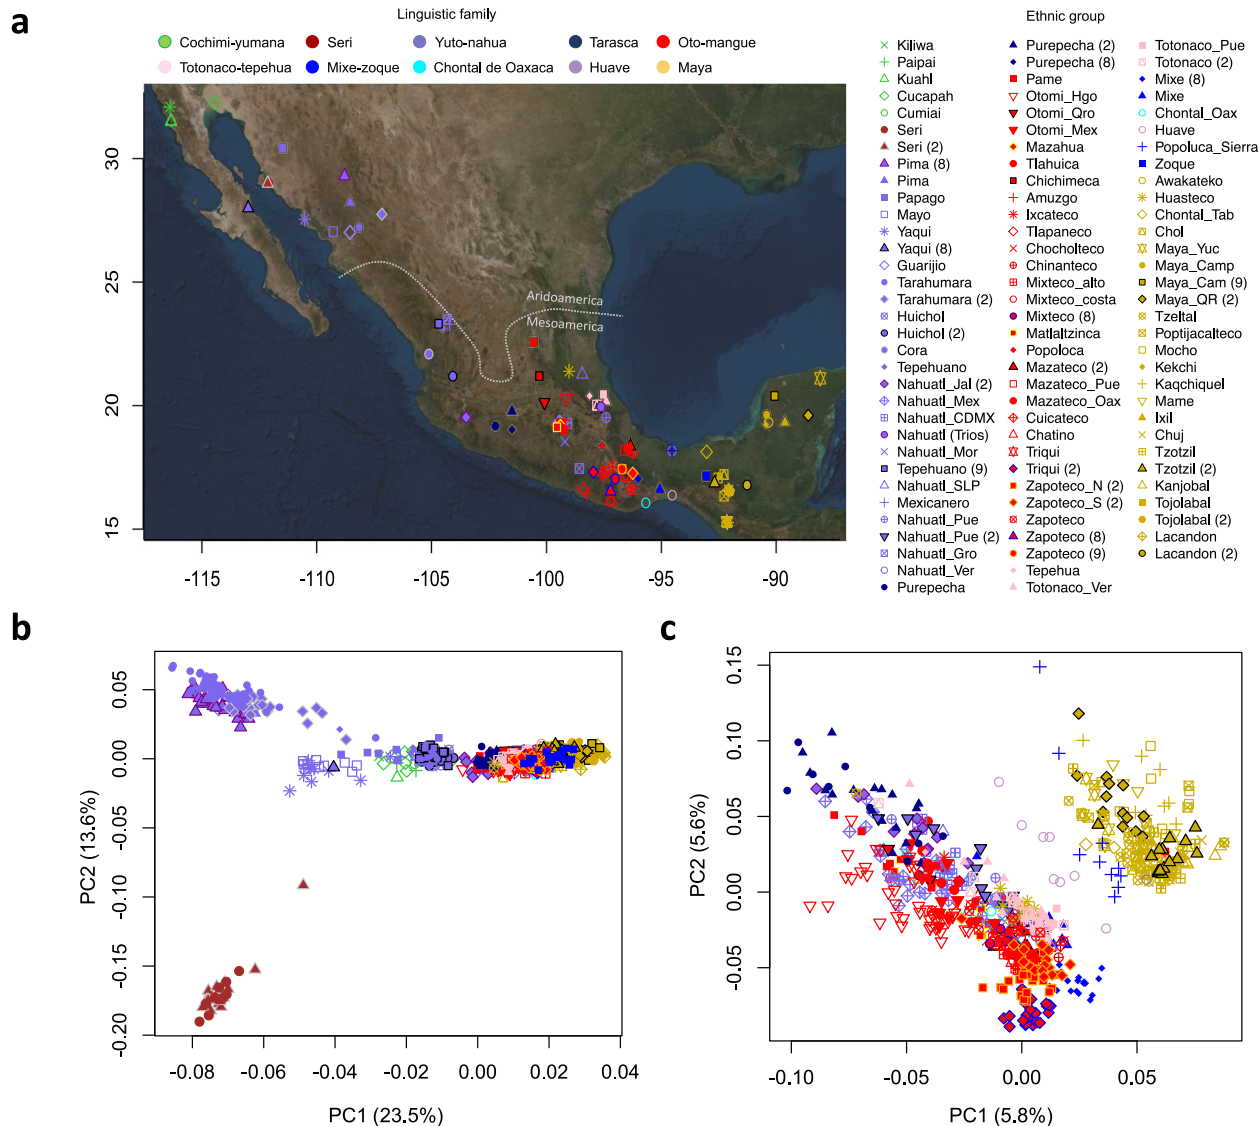 a
Linguistic family
Cochimi-yumana
Seri
Yuto-nahua
Tarasca
Oto-mangue
Totonaco-tepehua
Mixe-zoque
Chontal de Oaxaca
Huave
Maya
Ethnic group
Kiliwa
Paipai
Kuahl
Cucapah
Cumiai
Seri
Seri (2)
Pima (8)
Pima
Papago
Mayo
Yaqui
Yaqui (8)
Guarijio
Tarahumara
Tarahumara (2)
Huichol
Huichol (2)
Cora
Tepehuano
Nahuatl_Jal (2)
Nahuatl_Mex
Nahuatl_CDMX
Nahuatl (Trios)
Nahuatl_Mor
Tepehuano (9)
Nahuatl_SLP
Mexicanero
Nahuatl_Pue
Nahuatl_Pue (2)
Nahuatl_Gro
Nahuatl_Ver
Purepecha
Purepecha (2)
Purepecha (8)
Pame
Otomi_Hgo
Otomi_Qro
Otomi_Mex
Mazahua
Tlahuica
Chichimeca
Amuzgo
Ixcateco
Tlapaneco
Chocholteco
Chinanteco
Mixteco_alto
Mixteco_costa
Mixteco (8)
Matlaltzinca
Popoloca
Mazateco (2)
Mazateco_Pue
Mazateco_Oax
Cuicateco
Chatino
Triqui
Triqui (2)
Zapoteco_N (2)
Zapoteco_S (2)
Zapoteco
Zapoteco (8)
Zapoteco (9)
Tepehua
Totonaco_Ver
Totonaco_Pue
Totonaco (2)
Mixe (8)
Mixe
Chontal_Oax
Huave
Popoluca_Sierra
Zoque
Awakateko
Huasteco
Chontal_Tab
Chol
Maya_Yuc
Maya_Camp
Maya_Cam (9)
Maya_QR (2)
Tzeltal
Poptijacalteco
Mocho
Kekchi
Kaqchiquel
Mame
Ixil
Chuj
Tzotzil
Tzotzil (2)
Kanjobal
Tojolabal
Tojolabal (2)
Lacandon
Lacandon (2)
Aridoamerica
Mesoamerica
30
25
20
15
-115
-110
-105
-100
-95
-90
b
PC2 (13.6%)
0.05
0.00
-0.05
-0.10
-0.15
-0.20
-0.08
-0.06
-0.04
-0.02
0.00
0.02
0.04
PC1 (23.5%)
c
PC2 (5.6%)
0.15
0.10
0.05
0.00
-0.05
-0.10
-0.05
0.00
0.05
PC1 (5.8%)